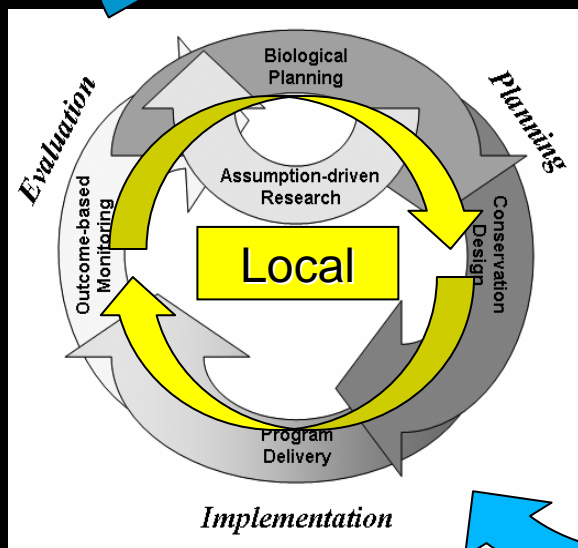 Biological
Planning
Evaluation
Planning
Assumption-driven
Research
Outcome-based
Monitoring
Conservation
Design
Local
Program
Delivery
Implementation